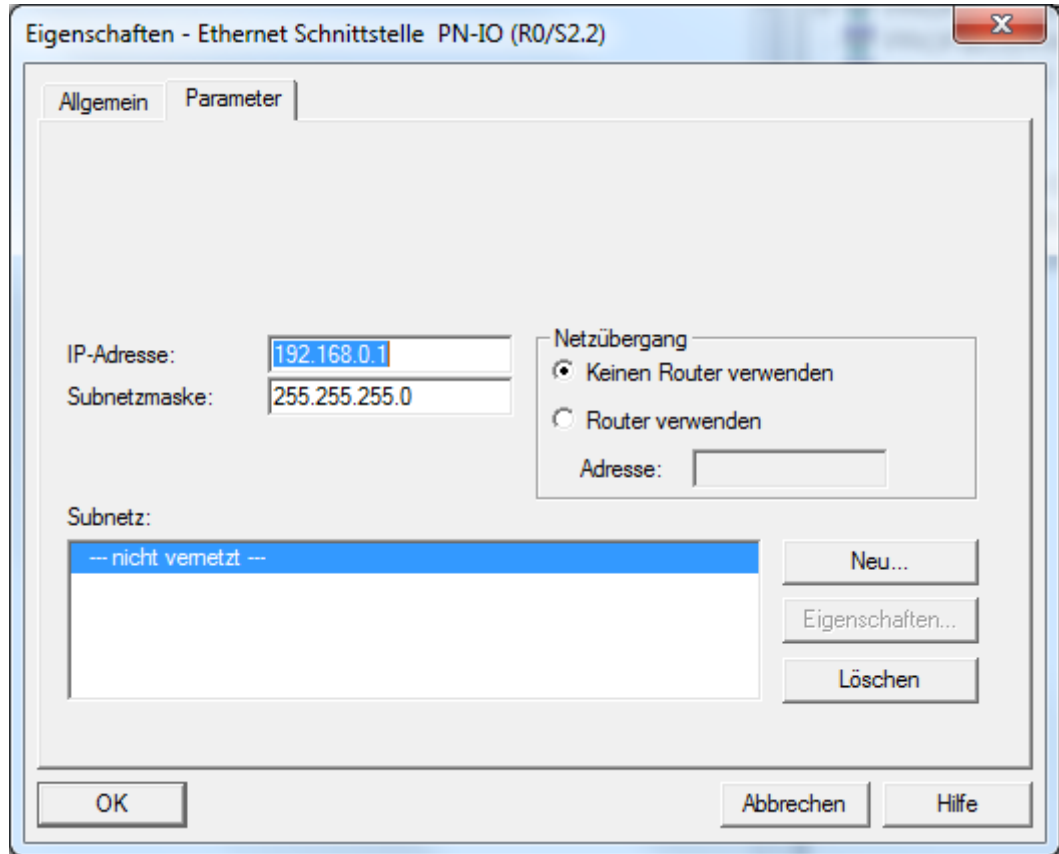 Eigenschaften - Ethernet Schnittstelle PN-IO (R0/S2.2)
Allgemein
Parameter
IP-Adresse:
192.168.0.1
Subnetzmaske:
255.255.255.0
Netzübergang
Keinen Router verwenden
Router verwenden
Adresse:
Subnetz:
--- nicht vernetzt ---
Neu...
Eigenschaften...
Löschen
OK
Abbrechen
Hilfe